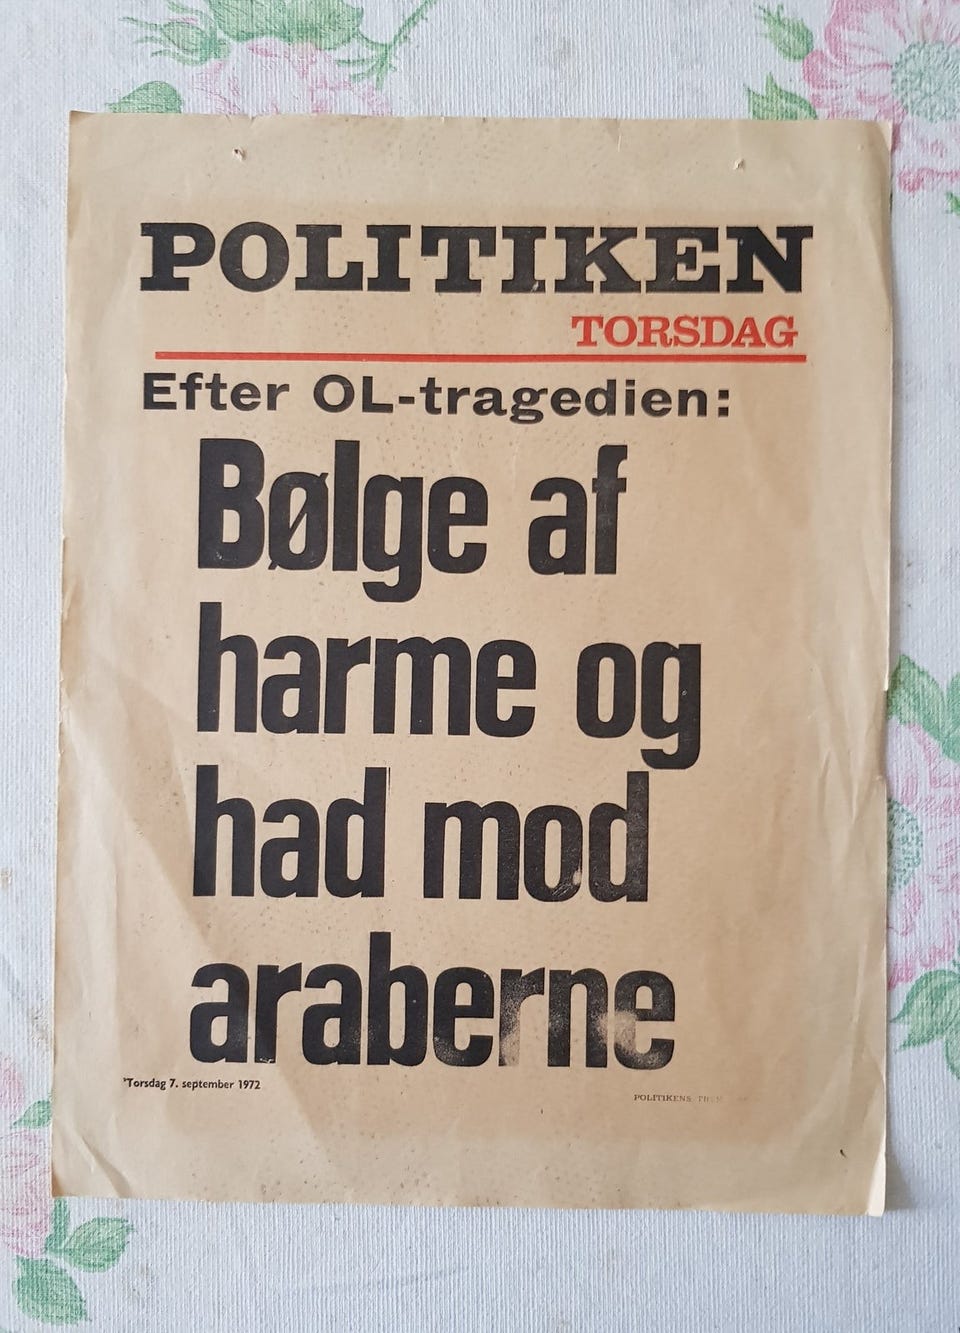 POLITIKEN
TORSDAG
Efter OL-tragedien:
Bølge af
harme og
had mod
araberne
Torsdag 7. september 1972
POLITIKENS